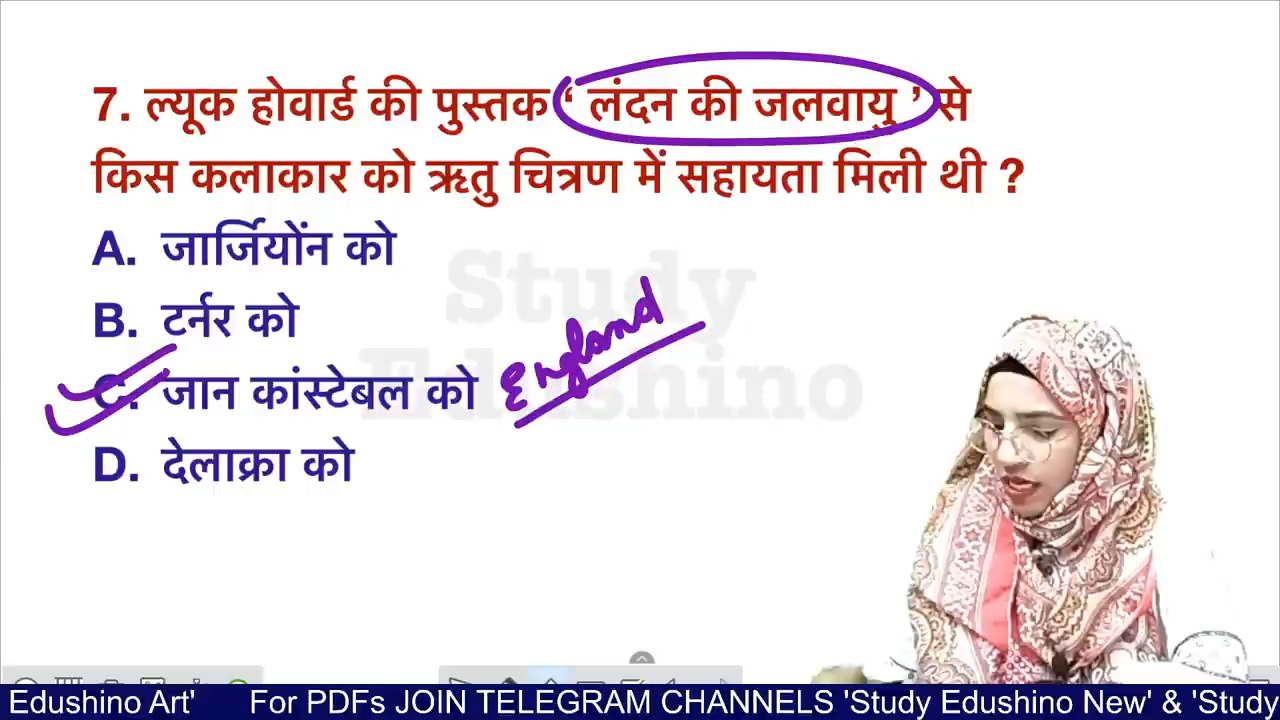 7. ल्यूक होवार्ड की पुस्तक ‘ लंदन की जलवायु ’ से
किस कलाकार को ऋतु चित्रण में सहायता मिली थी ?
A. जार्जियोंन को
B. टर्नर को
C. जान कांस्टेबल को England
D. देलाक्रा को
Study
Edushino
Edushino Art' For PDFs JOIN TELEGRAM CHANNELS 'Study Edushino New' & 'Study